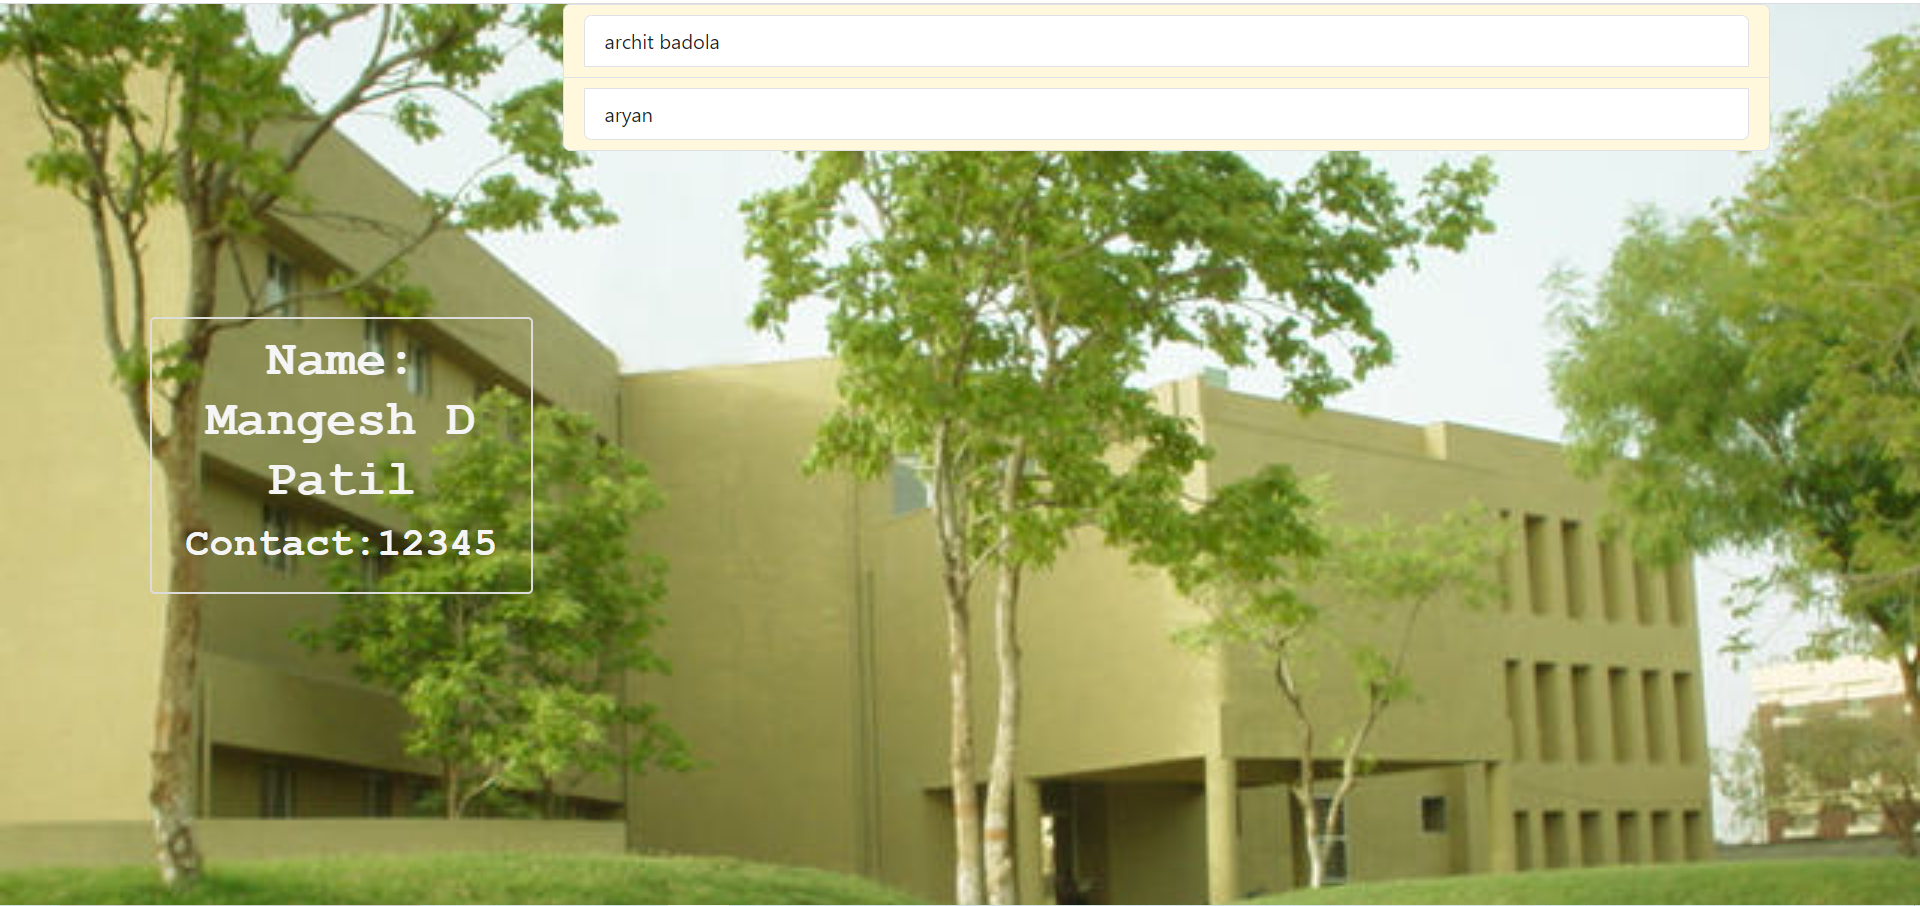 archit badola
aryan
Name:
Mangesh D
Patil
Contact:12345